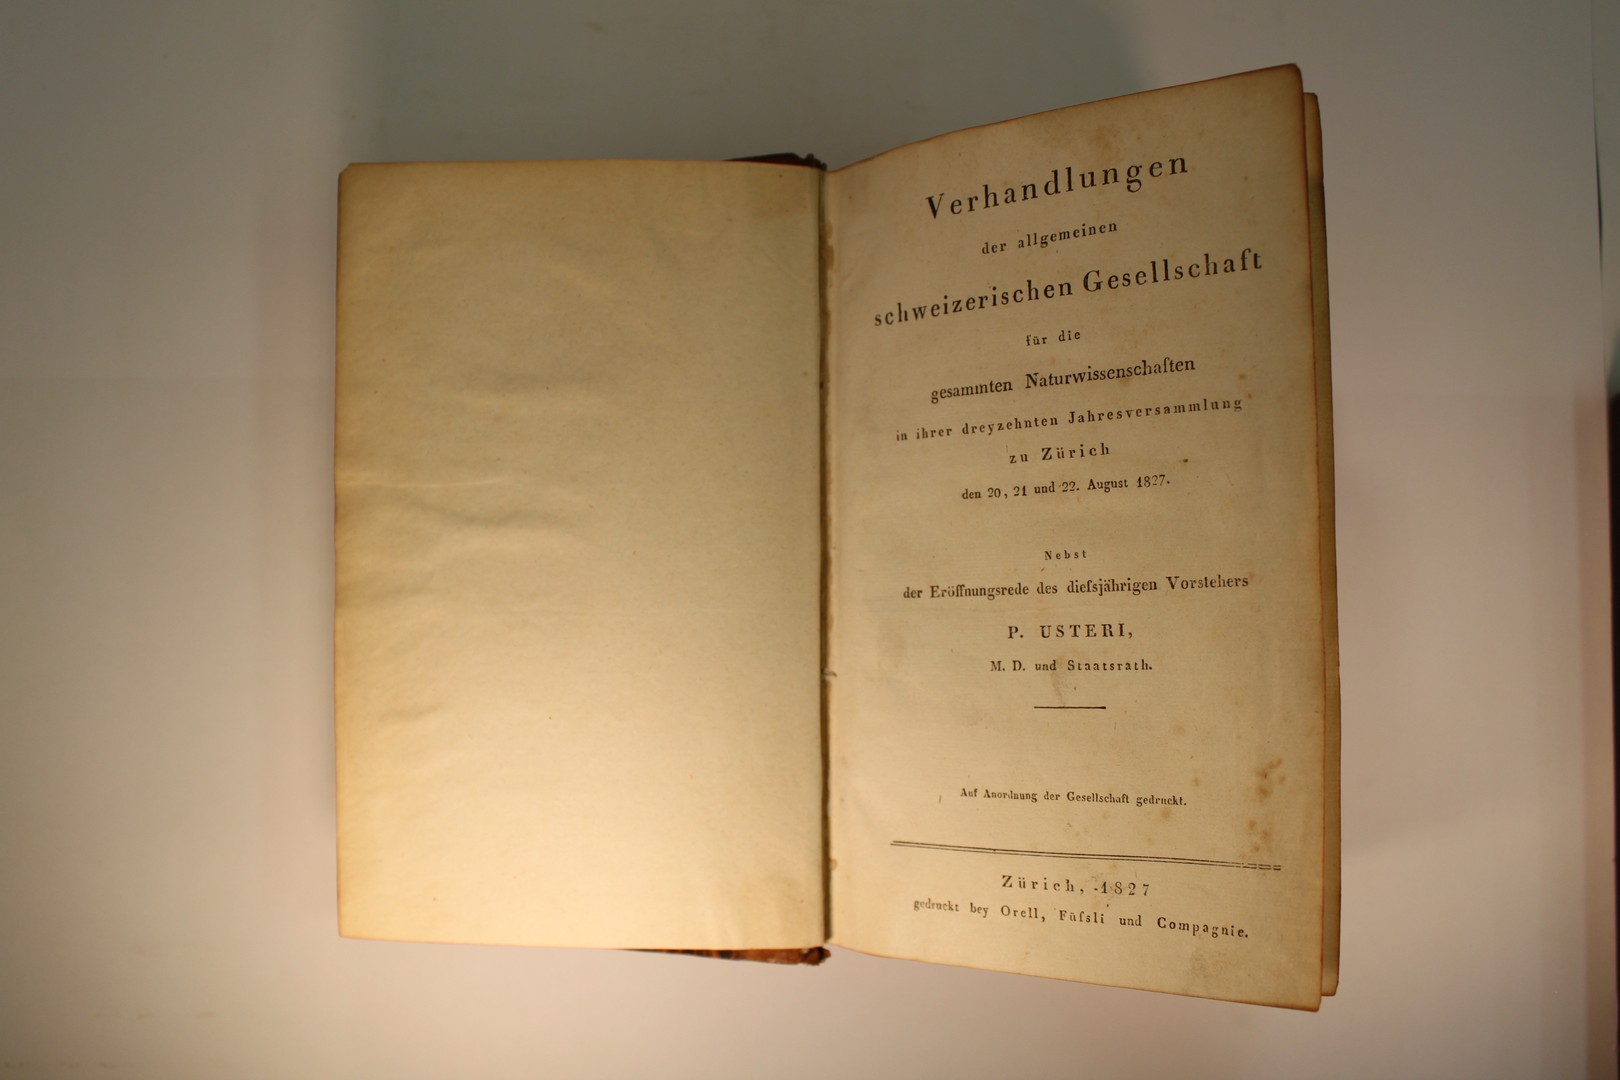 Verhandlungen
der allgemeinen
schweizerischen Gesellschaft
für die
gesammten Naturwissenschaften
in ihrer dreyzehnten Jahresversammlung
zu Zürich
den 20, 21 und 22. August 1827.
Nebst
der Eröffnungsrede des dieſsjährigen Vorstehers
P. USTERI,
M. D. und Staatsrath.
Auf Anordnung der Gesellschaft gedruckt.
Zürich, 1827
gedruckt bey Orell, Füſsli und Compagnie.